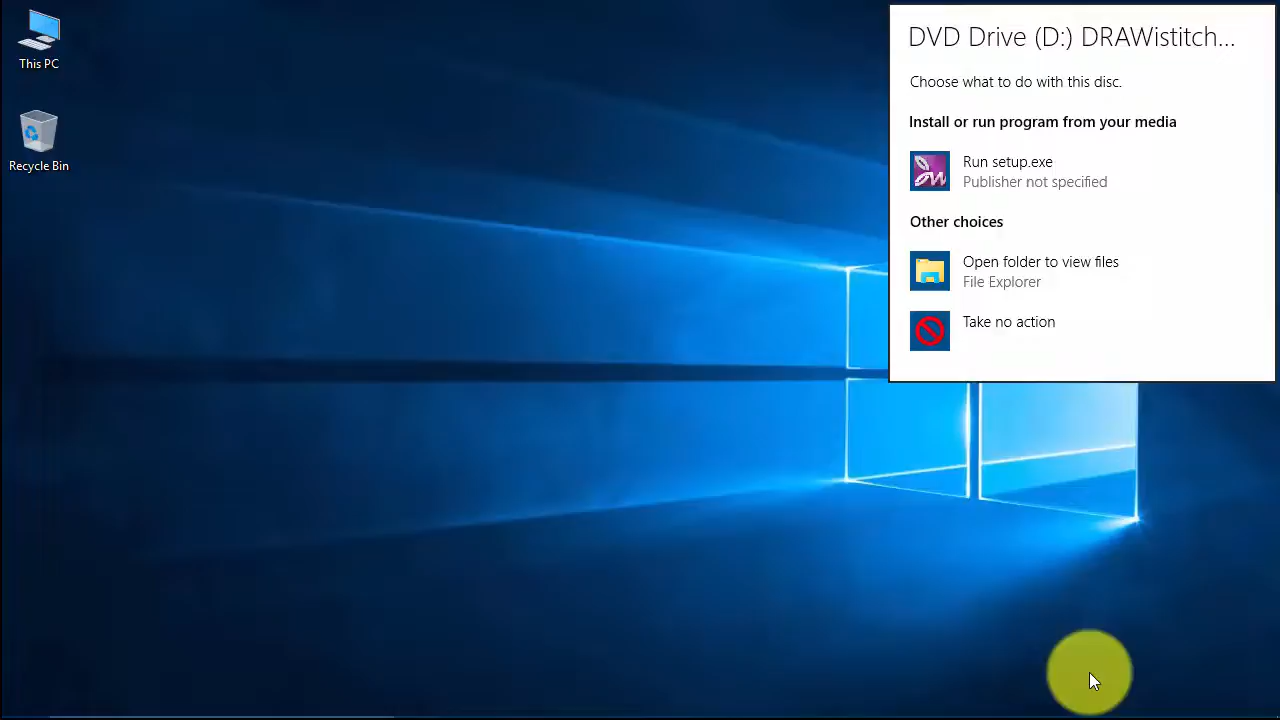 This PC
Recycle Bin
DVD Drive (D:) DRAWistitch...
Choose what to do with this disc.
Install or run program from your media
Run setup.exe
Publisher not specified
Other choices
Open folder to view files
File Explorer
Take no action